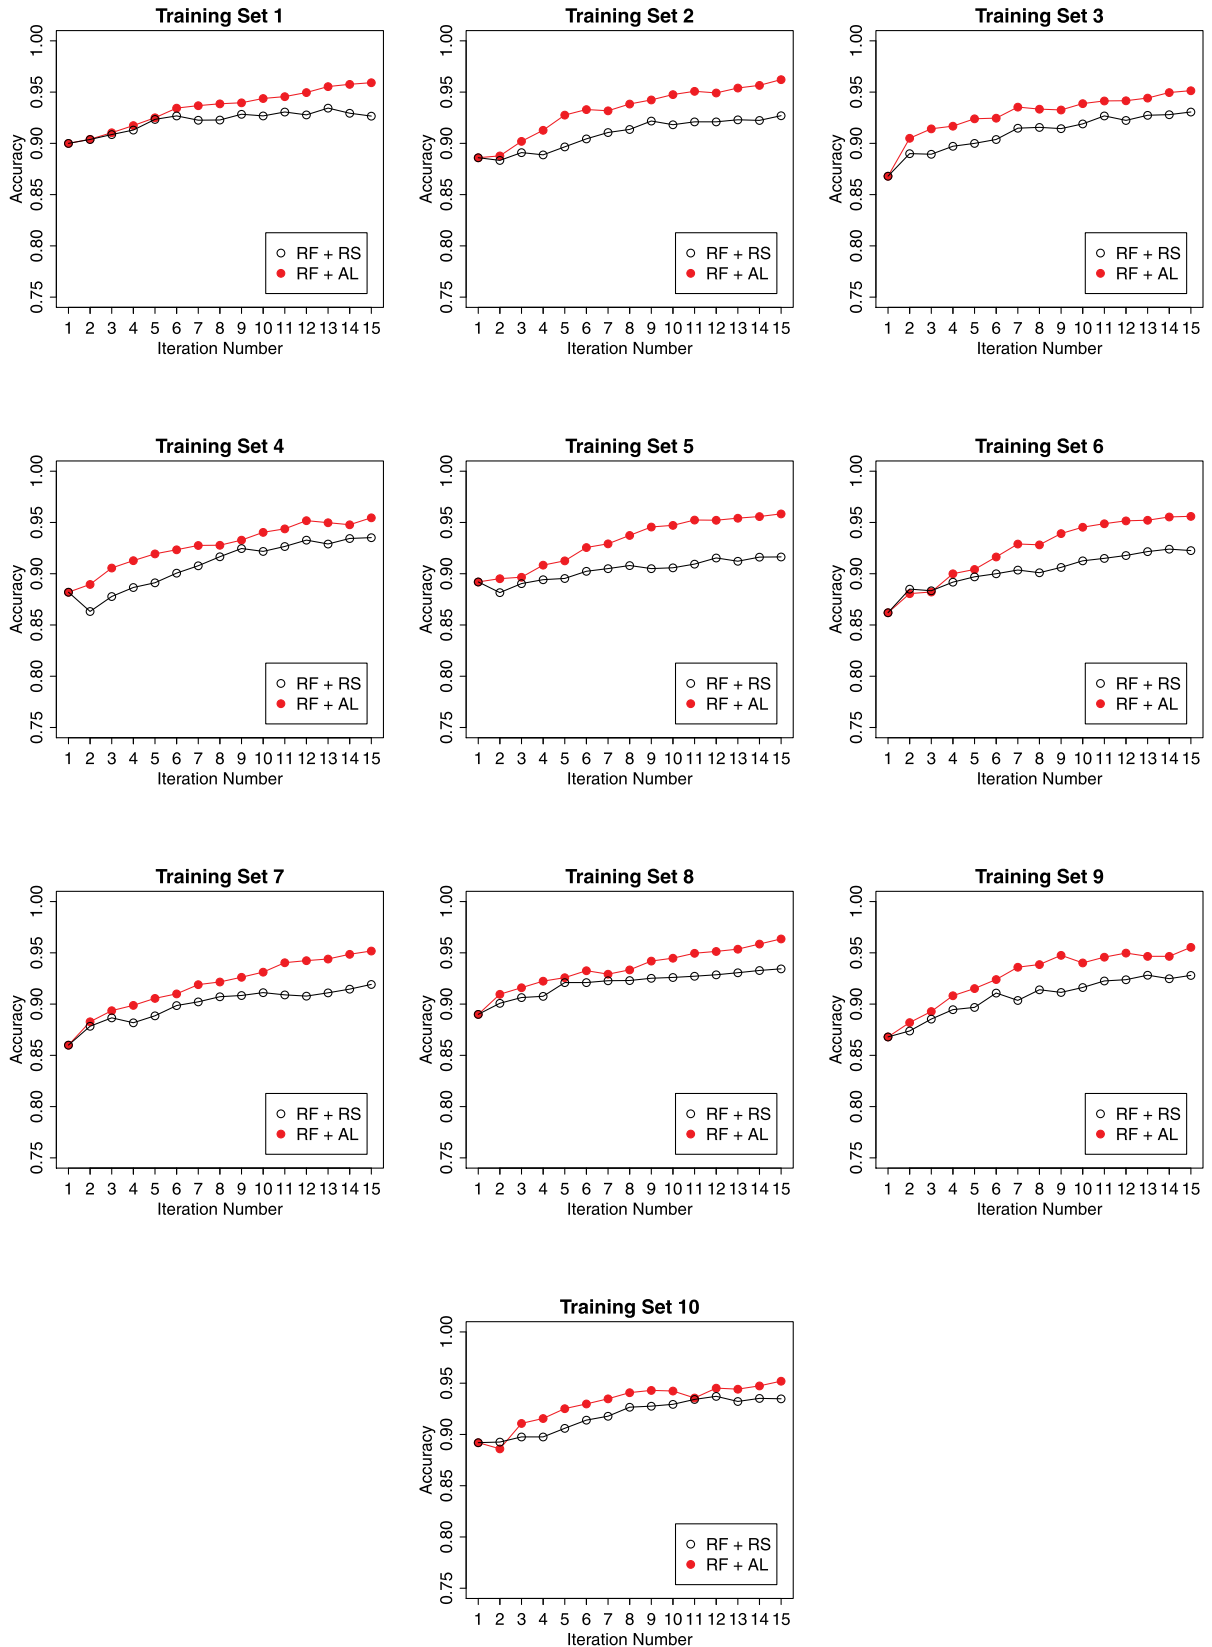 Training Set 1
Accuracy
1.00
0.95
0.90
0.85
0.80
0.75
RF + RS
RF + AL
1 2 3 4 5 6 7 8 9 10 11 12 13 14 15
Iteration Number
Training Set 2
Accuracy
1.00
0.95
0.90
0.85
0.80
0.75
RF + RS
RF + AL
1 2 3 4 5 6 7 8 9 10 11 12 13 14 15
Iteration Number
Training Set 3
Accuracy
1.00
0.95
0.90
0.85
0.80
0.75
RF + RS
RF + AL
1 2 3 4 5 6 7 8 9 10 11 12 13 14 15
Iteration Number
Training Set 4
Accuracy
1.00
0.95
0.90
0.85
0.80
0.75
RF + RS
RF + AL
1 2 3 4 5 6 7 8 9 10 11 12 13 14 15
Iteration Number
Training Set 5
Accuracy
1.00
0.95
0.90
0.85
0.80
0.75
RF + RS
RF + AL
1 2 3 4 5 6 7 8 9 10 11 12 13 14 15
Iteration Number
Training Set 6
Accuracy
1.00
0.95
0.90
0.85
0.80
0.75
RF + RS
RF + AL
1 2 3 4 5 6 7 8 9 10 11 12 13 14 15
Iteration Number
Training Set 7
Accuracy
1.00
0.95
0.90
0.85
0.80
0.75
RF + RS
RF + AL
1 2 3 4 5 6 7 8 9 10 11 12 13 14 15
Iteration Number
Training Set 8
Accuracy
1.00
0.95
0.90
0.85
0.80
0.75
RF + RS
RF + AL
1 2 3 4 5 6 7 8 9 10 11 12 13 14 15
Iteration Number
Training Set 9
Accuracy
1.00
0.95
0.90
0.85
0.80
0.75
RF + RS
RF + AL
1 2 3 4 5 6 7 8 9 10 11 12 13 14 15
Iteration Number
Training Set 10
Accuracy
1.00
0.95
0.90
0.85
0.80
0.75
RF + RS
RF + AL
1 2 3 4 5 6 7 8 9 10 11 12 13 14 15
Iteration Number